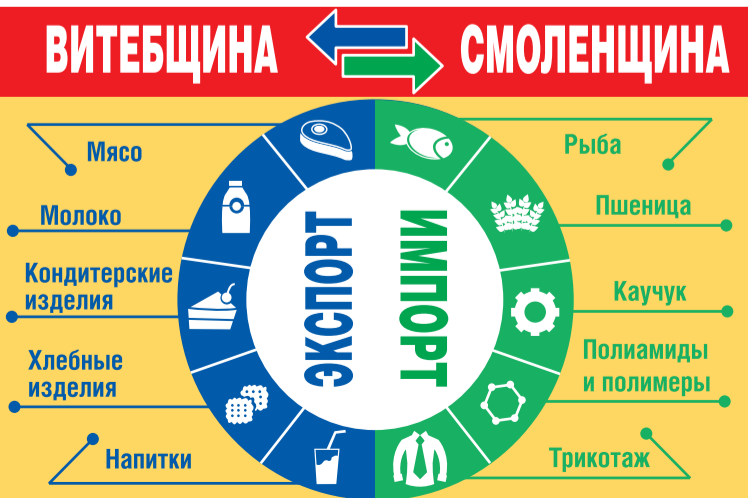 ВИТЕБЩИНА
СМОЛЕНЩИНА
Мясо
Молоко
Кондитерские
изделия
Хлебные
изделия
Напитки
ЭКСПОРТ
ИМПОРТ
Рыба
Пшеница
Каучук
Полиамиды
и полимеры
Трикотаж